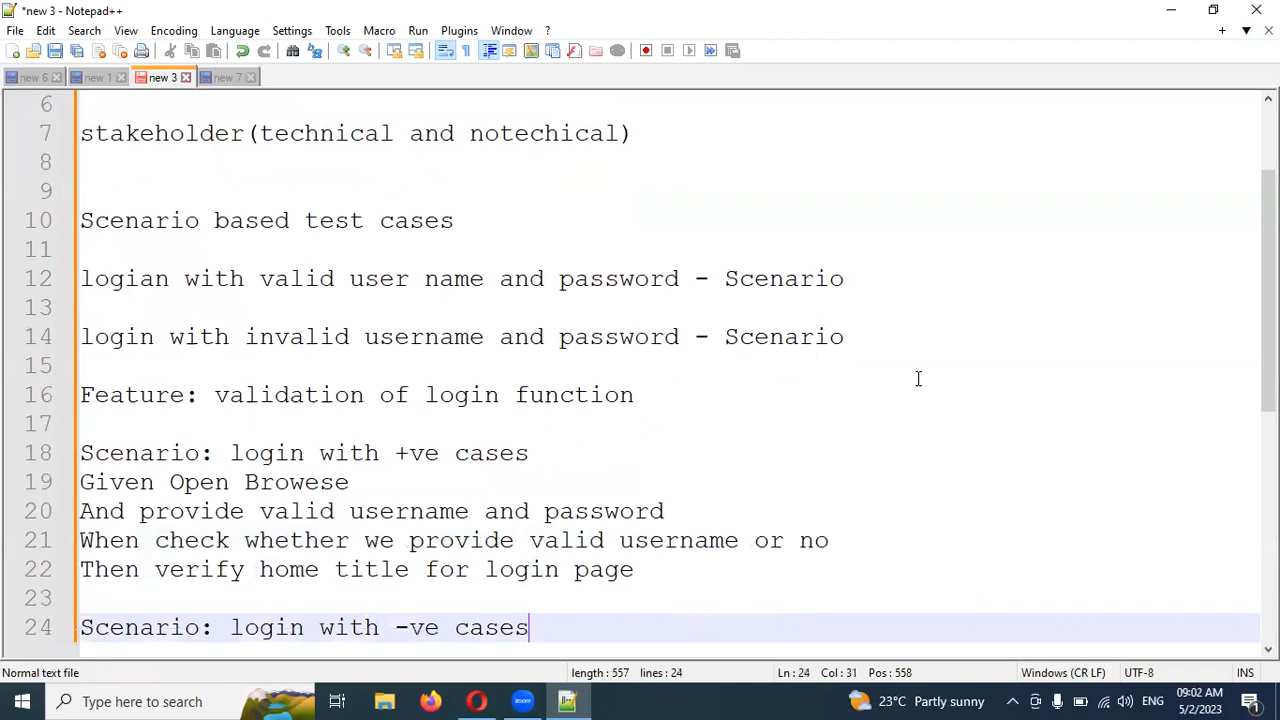 *new 3 - Notepad++
File Edit Search View Encoding Language Settings Tools Macro Run Plugins Window ?
new 6 new 1 new 3 new 7
6
7 stakeholder(technical and notechical)
8
9
10 Scenario based test cases
11
12 logian with valid user name and password - Scenario
13
14 login with invalid username and password - Scenario
15
16 Feature: validation of login function
17
18 Scenario: login with +ve cases
19 Given Open Browese
20 And provide valid username and password
21 When check whether we provide valid username or no
22 Then verify home title for login page
23
24 Scenario: login with -ve cases
Normal text file length : 557 lines : 24 Ln : 24 Col : 31 Pos : 558 Windows (CR LF) UTF-8 INS
Type here to search zoom 23°C Partly sunny ENG 09:02 AM
5/2/2023 1